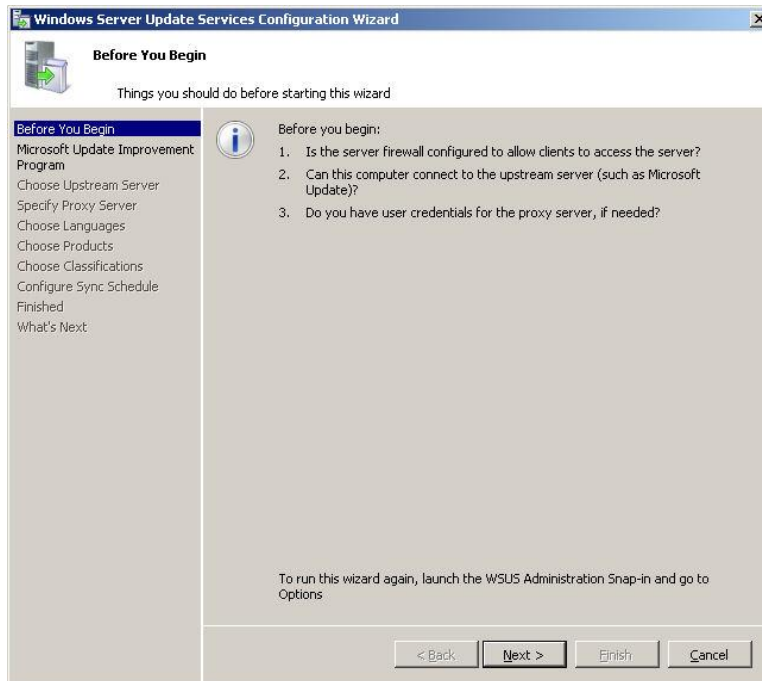 Windows Server Update Services Configuration Wizard
Before You Begin
Things you should do before starting this wizard
Before You Begin
Microsoft Update Improvement
Program
Choose Upstream Server
Specify Proxy Server
Choose Languages
Choose Products
Choose Classifications
Configure Sync Schedule
Finished
What's Next
Before you begin:
1. Is the server firewall configured to allow clients to access the server?
2. Can this computer connect to the upstream server (such as Microsoft
Update)?
3. Do you have user credentials for the proxy server, if needed?
To run this wizard again, launch the WSUS Administration Snap-in and go to
Options
< Back
Next >
Finish
Cancel